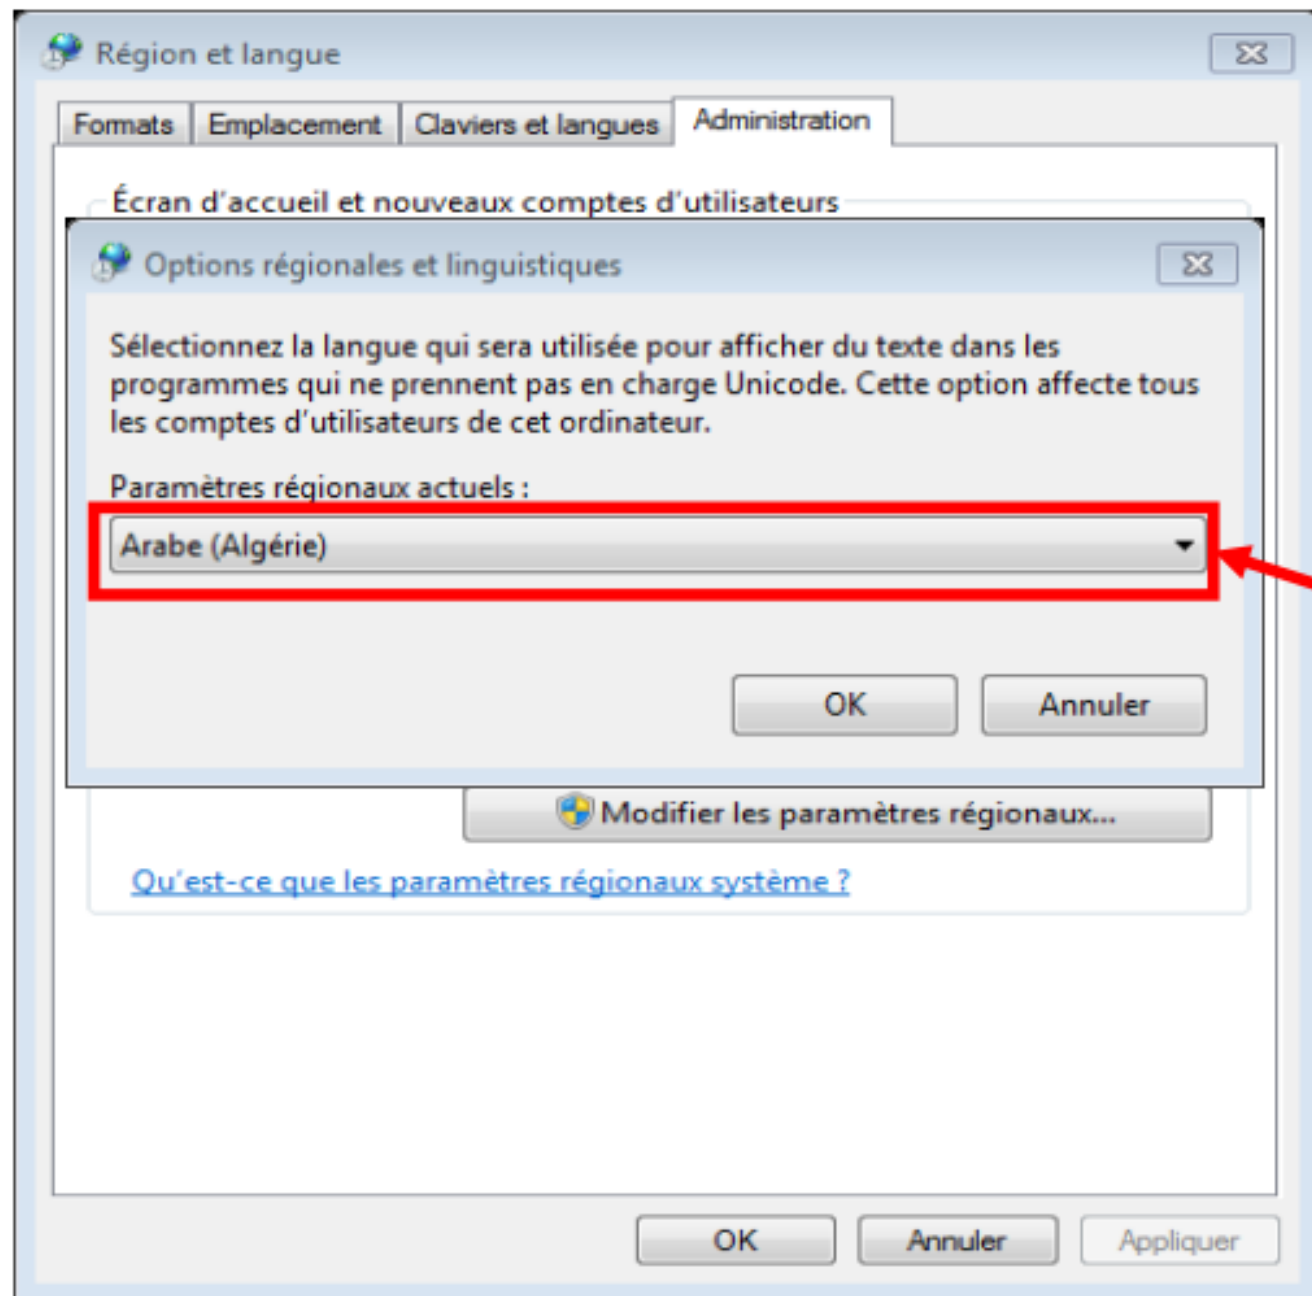 Région et langue
Formats Emplacement Claviers et langues Administration
Écran d'accueil et nouveaux comptes d'utilisateurs
Options régionales et linguistiques
Sélectionnez la langue qui sera utilisée pour afficher du texte dans les
programmes qui ne prennent pas en charge Unicode. Cette option affecte tous
les comptes d'utilisateurs de cet ordinateur.
Paramètres régionaux actuels :
Arabe (Algérie)
OK Annuler
Modifier les paramètres régionaux...
Qu'est-ce que les paramètres régionaux système ?
OK Annuler Appliquer